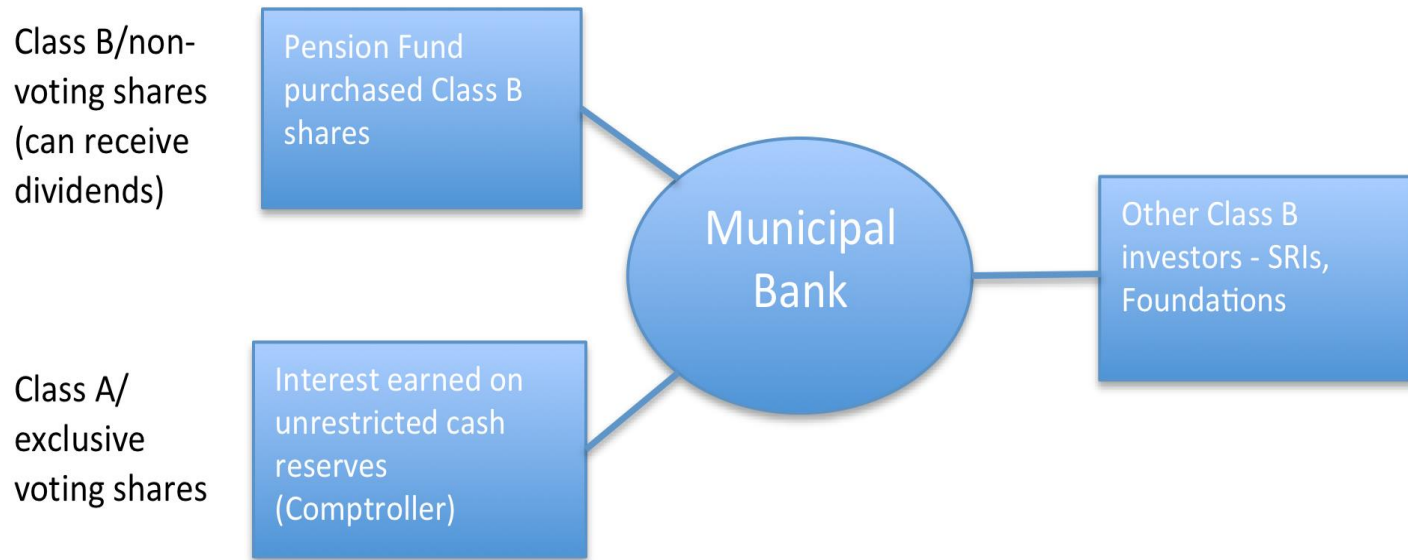 Class B/non-
voting shares
(can receive
dividends)
Pension Fund
purchased Class B
shares
Municipal
Bank
Other Class B
investors - SRIs,
Foundations
Class A/
exclusive
voting shares
Interest earned on
unrestricted cash
reserves
(Comptroller)